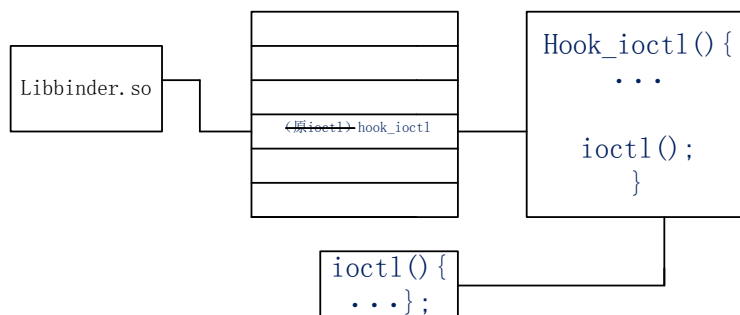 Libbinder.so
(原ioctl) hook_ioctl
Hook_ioctl(){
...
ioctl();
}
ioctl(){
...};